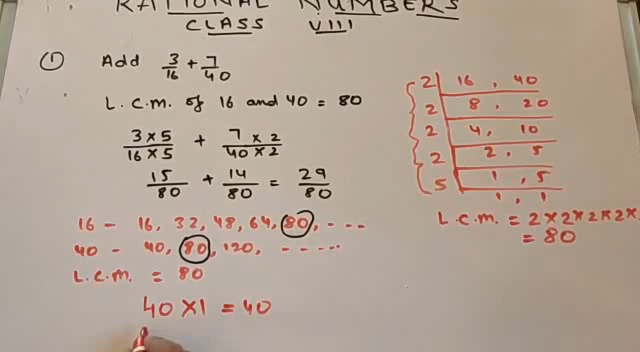 RATIONAL NUMBERS
CLASS VIII
① Add 3/16 + 7/40
L.C.M. of 16 and 40 = 80
3×5/16×5 + 7×2/40×2
15/80 + 14/80 = 29/80
16 - 16, 32, 48, 64, 80, ----
40 - 40, 80, 120, ------
L.C.M. = 80
40 × 1 = 40
2 | 16, 40
2 | 8, 20
2 | 4, 10
2 | 2, 5
5 | 1, 5
1, 1
L.C.M. = 2×2×2×2×
= 80